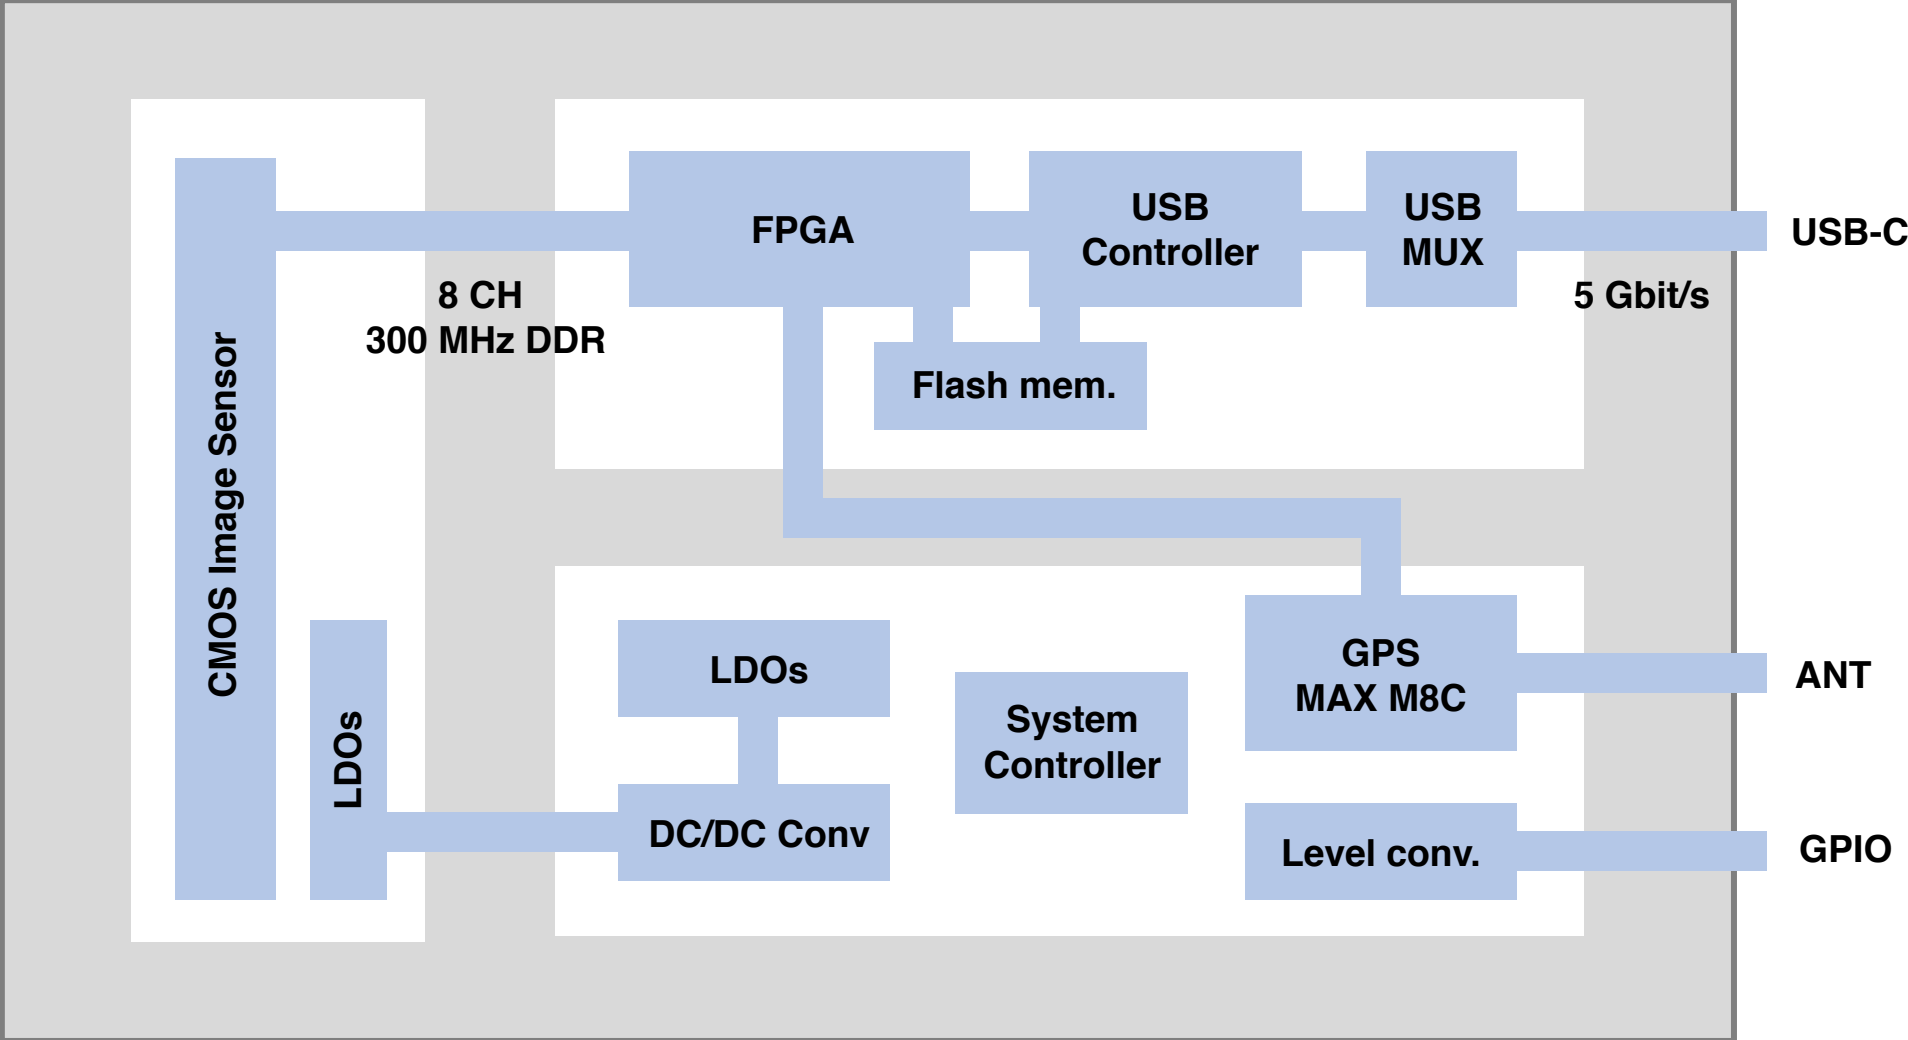 CMOS Image Sensor
LDOs
8 CH
300 MHz DDR
FPGA
USB
Controller
USB
MUX
Flash mem.
5 Gbit/s
USB-C
LDOs
DC/DC Conv
System
Controller
GPS
MAX M8C
Level conv.
ANT
GPIO